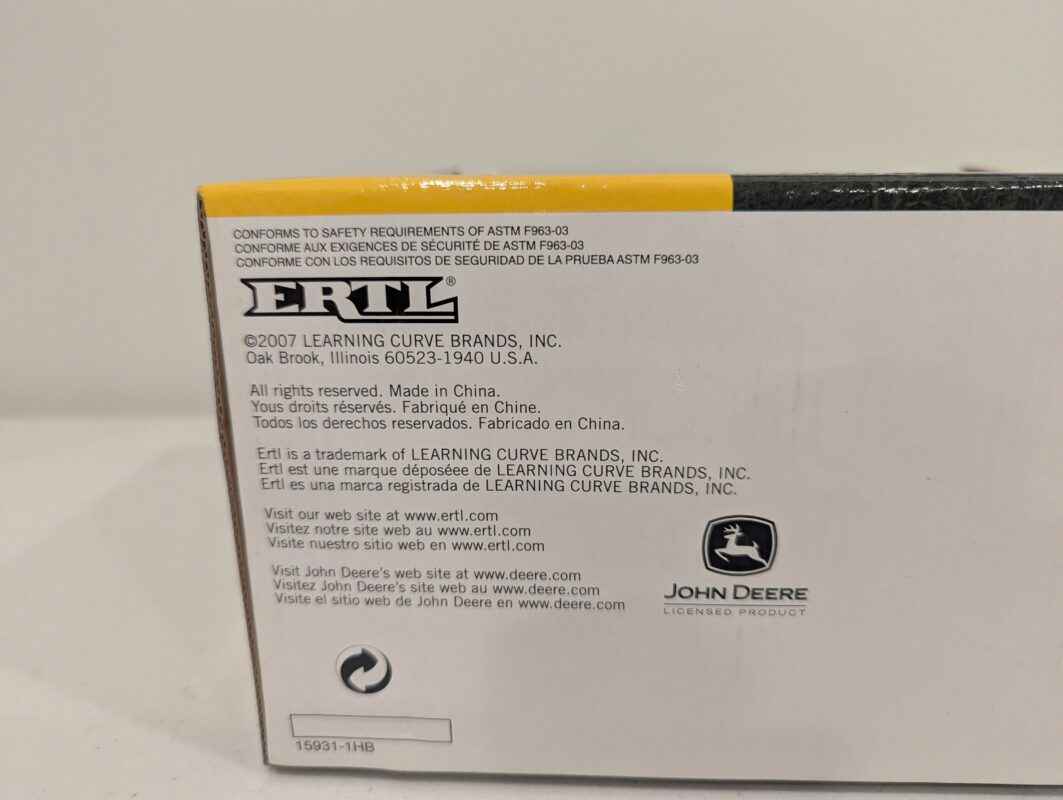 CONFORMS TO SAFETY REQUIREMENTS OF ASTM F963-03
CONFORME AUX EXIGENCES DE SÉCURITÉ DE ASTM F963-03
CONFORME CON LOS REQUISITOS DE SEGURIDAD DE LA PRUEBA ASTM F963-03
ERTL®
©2007 LEARNING CURVE BRANDS, INC.
Oak Brook, Illinois 60523-1940 U.S.A.
All rights reserved. Made in China.
Yous droits réservés. Fabriqué en Chine.
Todos los derechos reservados. Fabricado en China.
Ertl is a trademark of LEARNING CURVE BRANDS, INC.
Ertl est une marque déposéee de LEARNING CURVE BRANDS, INC.
Ertl es una marca registrada de LEARNING CURVE BRANDS, INC.
Visit our web site at www.ertl.com
Visitez notre site web au www.ertl.com
Visite nuestro sitio web en www.ertl.com
Visit John Deere's web site at www.deere.com
Visitez John Deere's site web au www.deere.com
Visite el sitio web de John Deere en www.deere.com
JOHN DEERE
LICENSED PRODUCT
15931-1HB